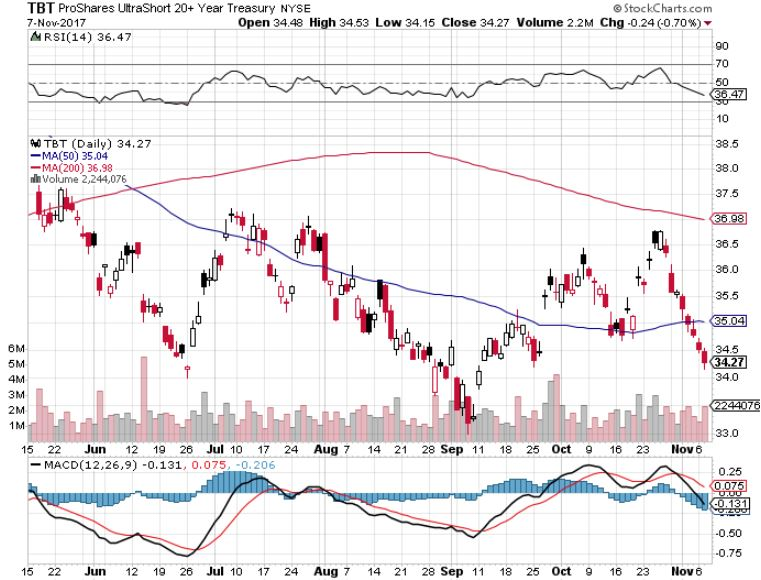 TBT ProShares UltraShort 20+ Year Treasury NYSE © StockCharts.com
7-Nov-2017 Open 34.48 High 34.53 Low 34.15 Close 34.27 Volume 2.2M Chg -0.24 (-0.70%)
RSI(14) 36.47
90
70
50
36.47
30
10
TBT (Daily) 34.27
MA(50) 35.04
MA(200) 36.98
Volume 2,244,076
38.5
38.0
37.5
36.98
36.5
36.0
35.5
35.04
34.5
34.27
34.0
33.0
6M
5M
4M
3M
2M
1M
2244076
15 22 Jun 12 19 26 Jul 10 17 24 Aug 7 14 21 28 Sep 11 18 25 Oct 9 16 23 Nov 6
MACD(12,26,9) -0.131, 0.075, -0.206
0.25
0.075
0.00
-0.131
-0.50
-0.75
15 22 Jun 12 19 26 Jul 10 17 24 Aug 7 14 21 28 Sep 11 18 25 Oct 9 16 23 Nov 6